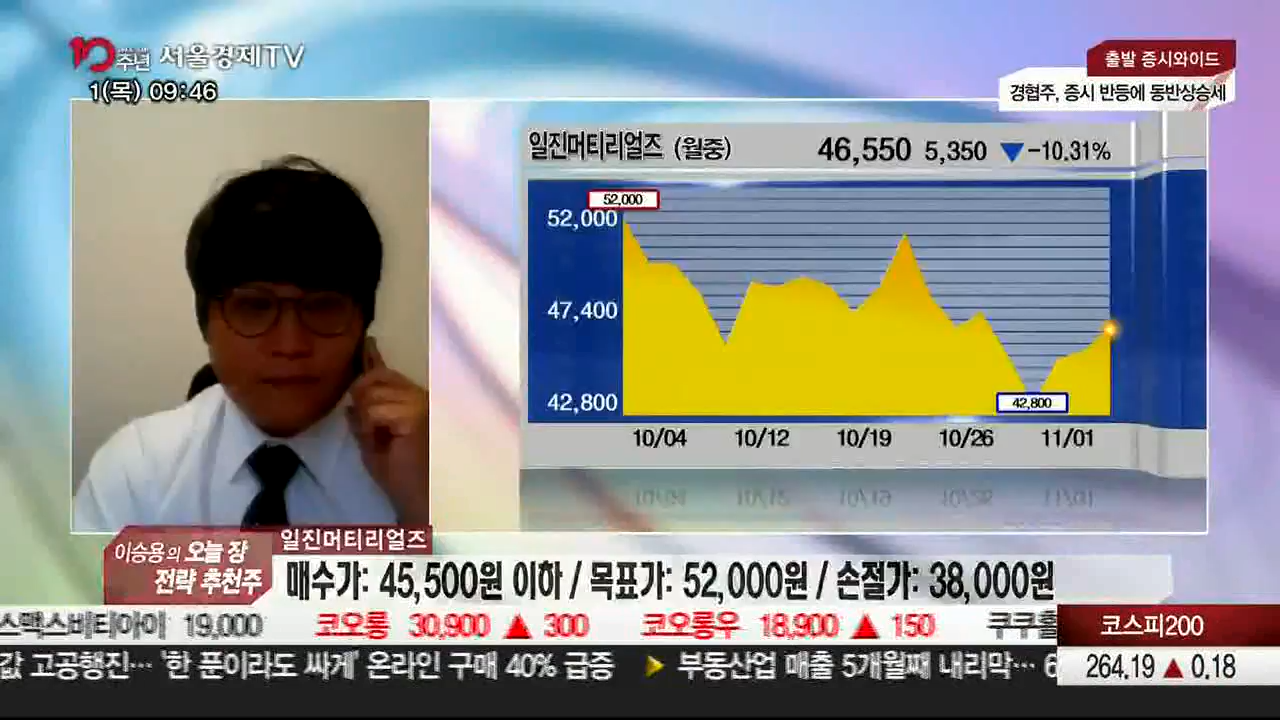 10주년 서울경제TV
1(목) 09:46
출발 증시와이드
경협주, 증시 반등에 동반상승세
일진머티리얼즈 (월중) 46,550 5,350 ▼-10.31%
52,000
52,000
47,400
42,800
42,800
10/04 10/12 10/19 10/26 11/01
이승용의 오늘 장
전략 추천주
일진머티리얼즈
매수가: 45,500원 이하 / 목표가: 52,000원 / 손절가: 38,000원
스맥스비티아이 19,000 코오롱 30,900 ▲ 300 코오롱우 18,900 ▲ 150 쿠쿠홀
코스피200
값 고공행진… '한 푼이라도 싸게' 온라인 구매 40% 급증 ▶ 부동산업 매출 5개월째 내리막… 6
264.19 ▲ 0.18